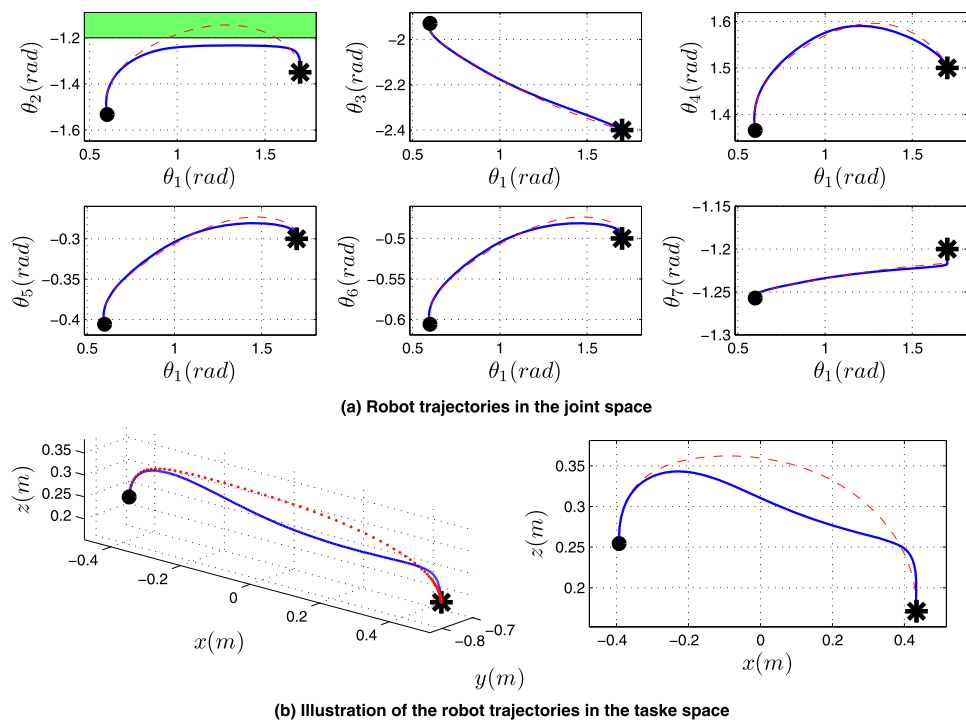 −1.2
−1.4
−1.6
θ2(rad)
0.5 1 1.5
θ1(rad)
−2
−2.2
−2.4
θ3(rad)
0.5 1 1.5
θ1(rad)
1.6
1.5
1.4
θ4(rad)
0.5 1 1.5
θ1(rad)
−0.3
−0.35
−0.4
θ5(rad)
0.5 1 1.5
θ1(rad)
−0.5
−0.55
−0.6
θ6(rad)
0.5 1 1.5
θ1(rad)
−1.15
−1.2
−1.25
−1.3
θ7(rad)
0.5 1 1.5
θ1(rad)
(a) Robot trajectories in the joint space
0.35
0.3
0.25
0.2
z(m)
−0.4
−0.2
0
0.2
0.4
x(m)
−0.7
−0.8
y(m)
0.35
0.3
0.25
0.2
z(m)
−0.4 −0.2 0 0.2 0.4
x(m)
(b) Illustration of the robot trajectories in the taske space